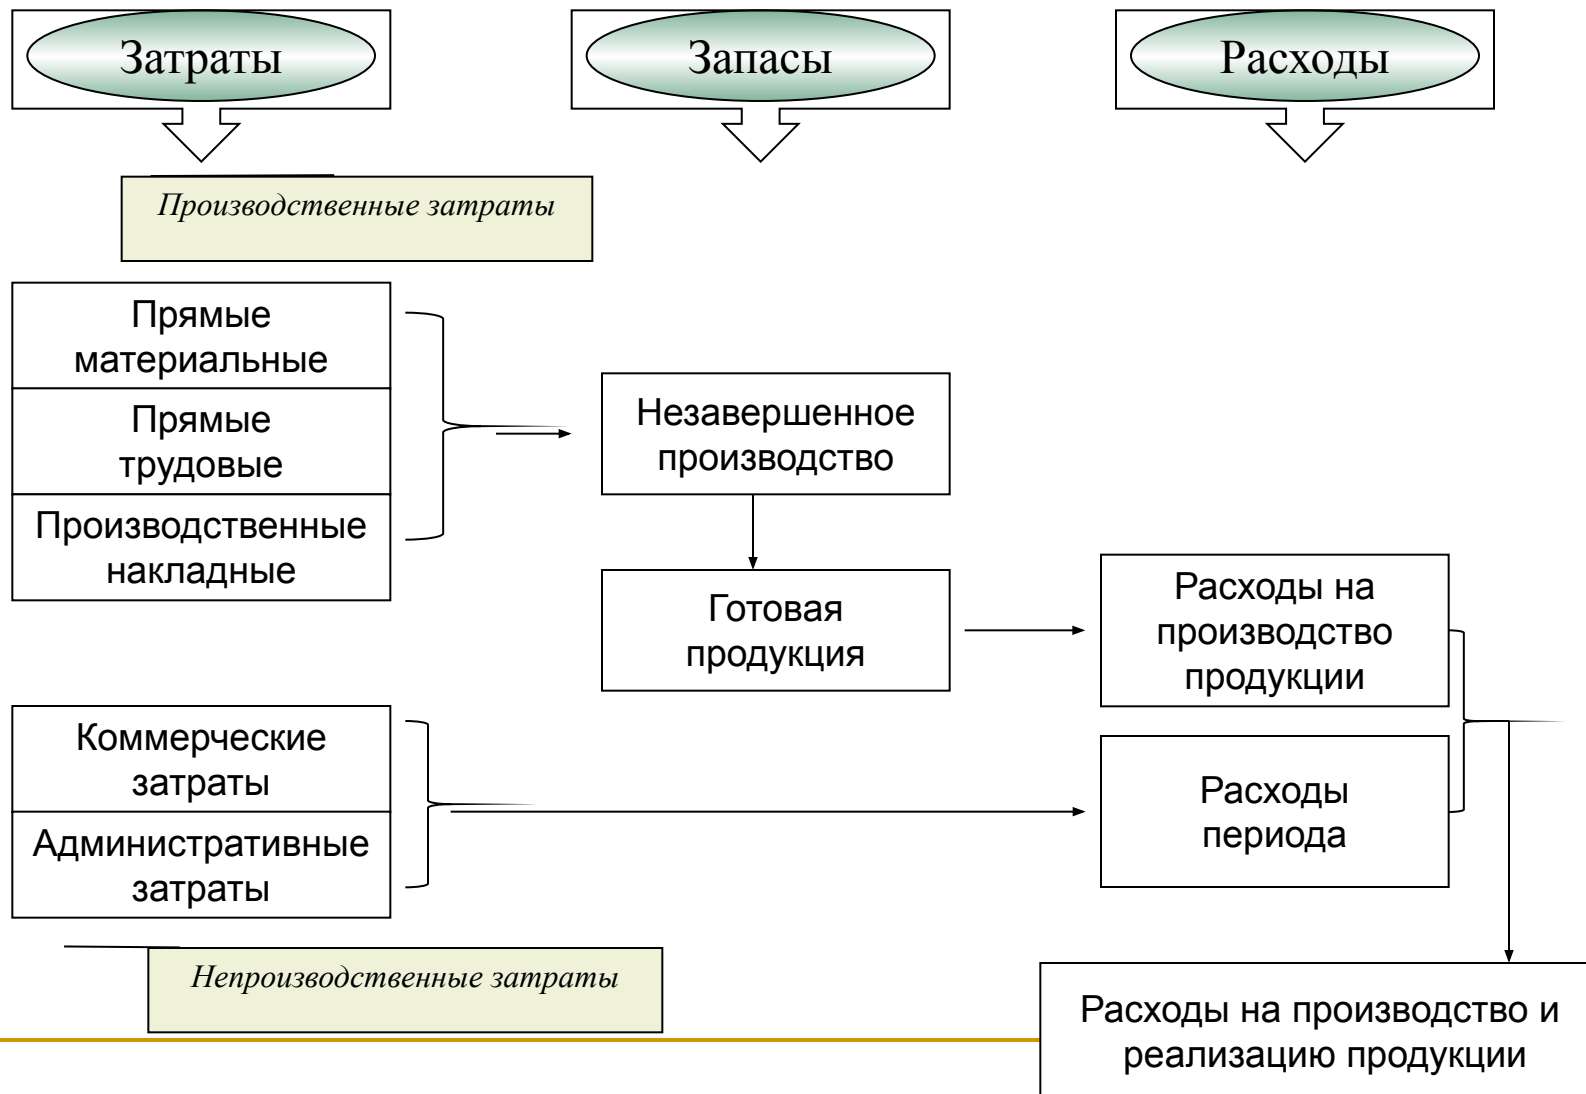 Затраты
Запасы
Расходы
Производственные затраты
Прямые
материальные
Прямые
трудовые
Производственные
накладные
Незавершенное
производство
Готовая
продукция
Расходы на
производство
продукции
Коммерческие
затраты
Административные
затраты
Расходы
периода
Непроизводственные затраты
Расходы на производство и
реализацию продукции